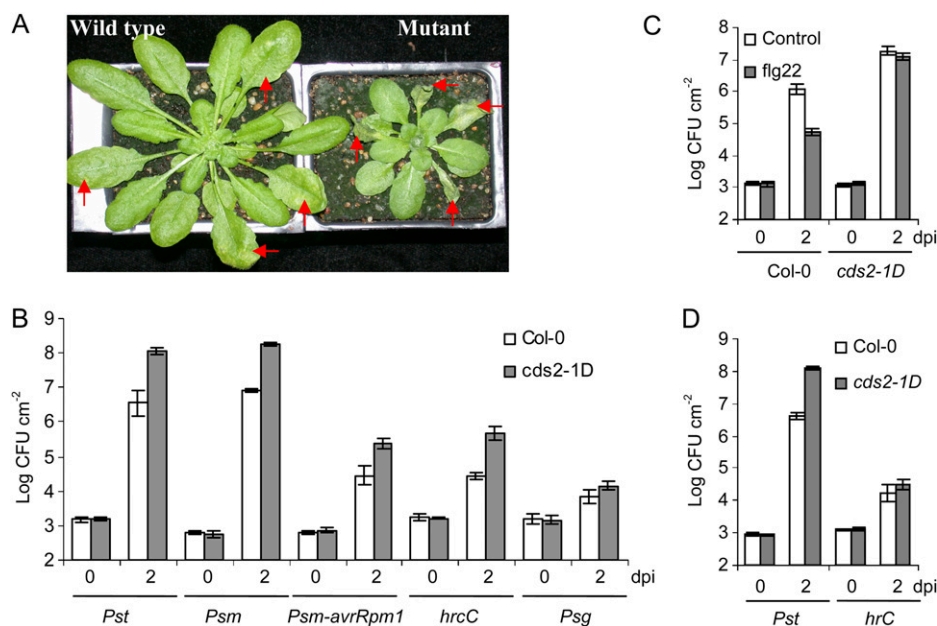 A
Wild type
Mutant
C
Control
flg22
Log CFU cm-2
8
7
6
5
4
3
2
0 2 0 2 dpi
Col-0 cds2-1D
B
Col-0
cds2-1D
Log CFU cm-2
9
8
7
6
5
4
3
2
0 2 0 2 0 2 0 2 0 2 dpi
Pst Psm Psm-avrRpm1 hrcC Psg
D
Col-0
cds2-1D
Log CFU cm-2
9
8
7
6
5
4
3
2
0 2 0 2 dpi
Pst hrC